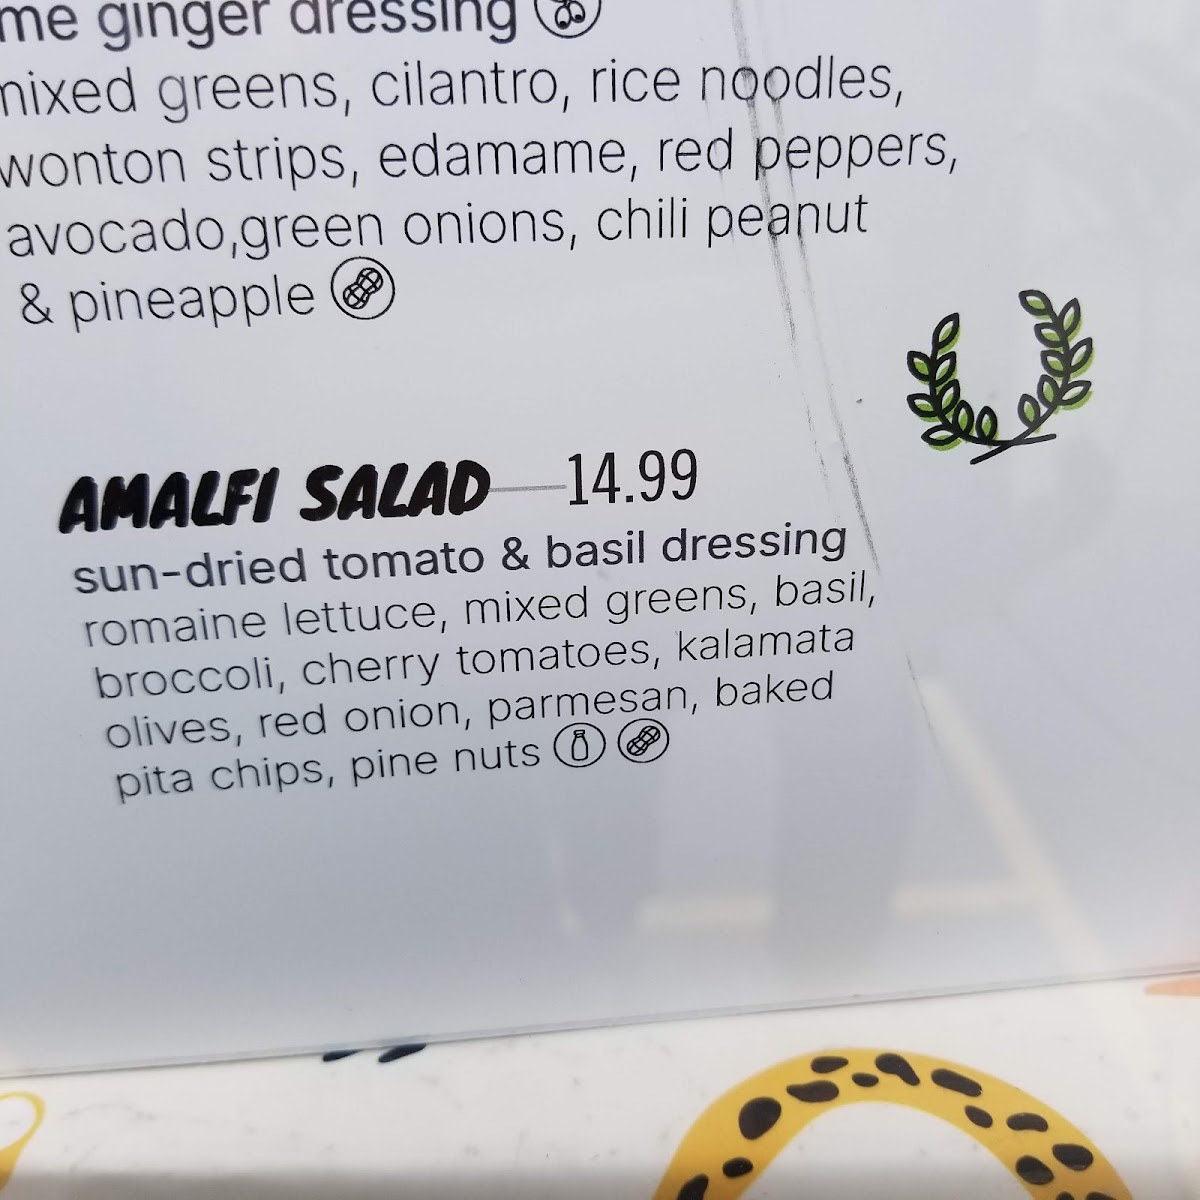 ginger dressing
mixed greens, cilantro, rice noodles,
wonton strips, edamame, red peppers,
avocado,green onions, chili peanut
& pineapple
AMALFI SALAD 14.99
sun-dried tomato & basil dressing
romaine lettuce, mixed greens, basil,
broccoli, cherry tomatoes, kalamata
olives, red onion, parmesan, baked
pita chips, pine nuts